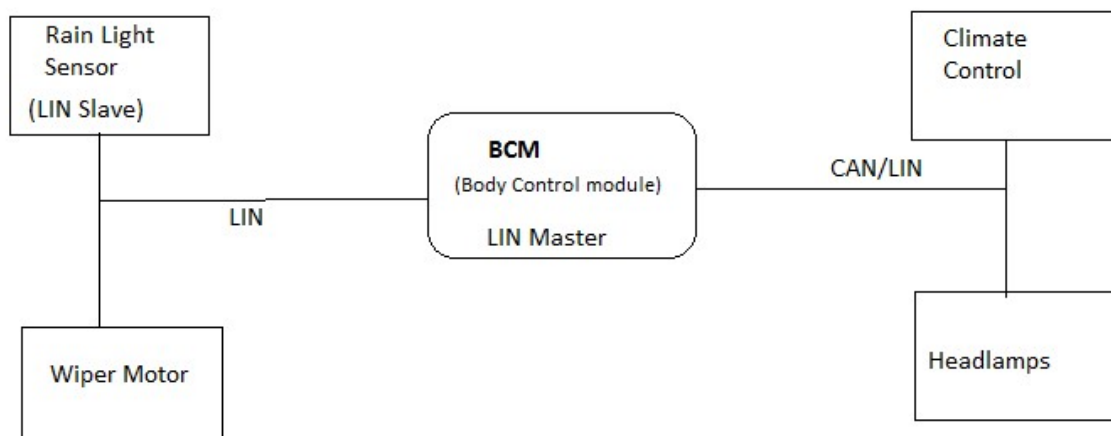 Rain Light
Sensor
(LIN Slave)
LIN
Wiper Motor
BCM
(Body Control module)
LIN Master
CAN/LIN
Climate
Control
Headlamps